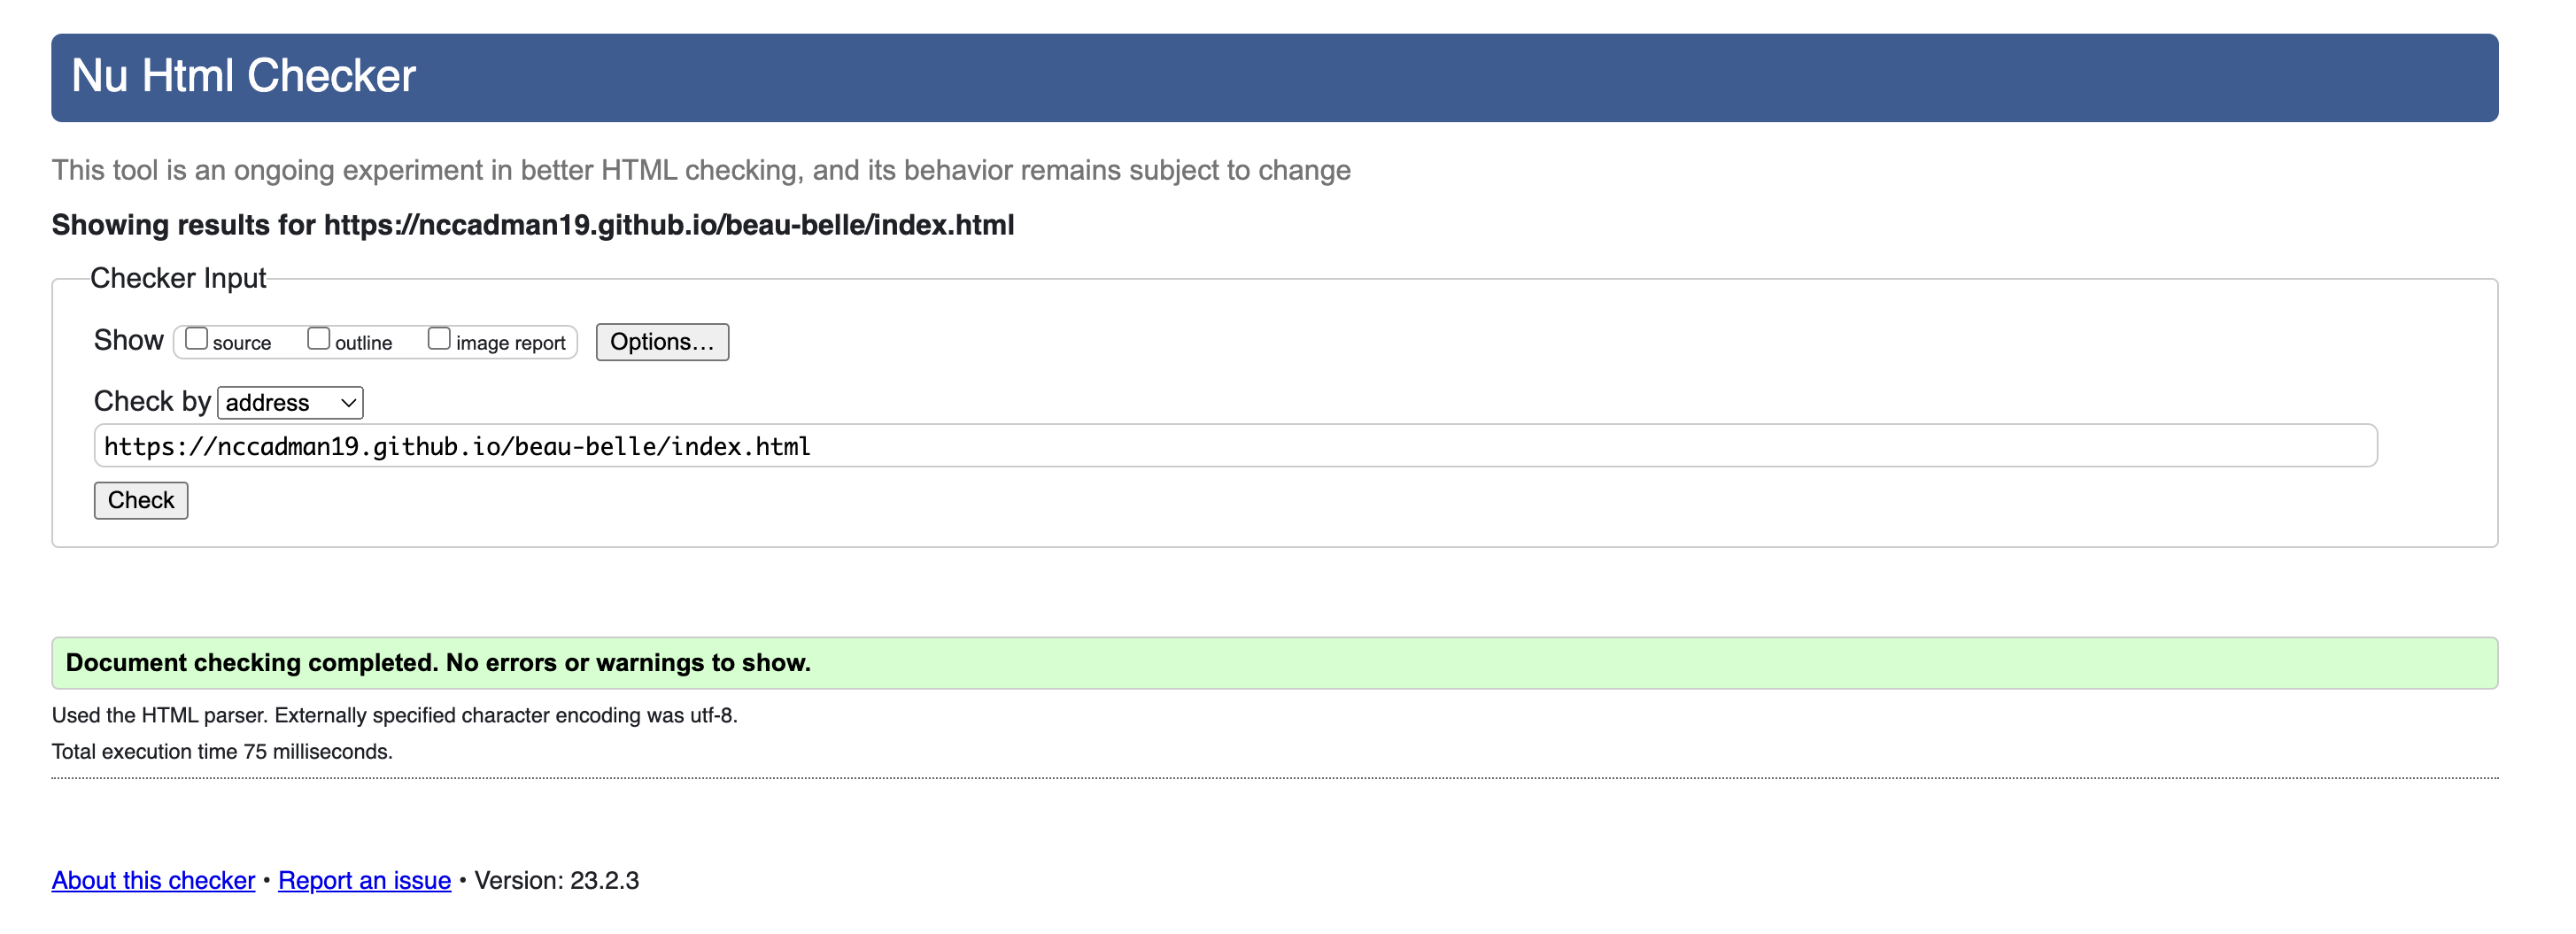 Nu Html Checker
This tool is an ongoing experiment in better HTML checking, and its behavior remains subject to change
Showing results for https://nccadman19.github.io/beau-belle/index.html
Checker Input
Show source outline image report Options…
Check by address
https://nccadman19.github.io/beau-belle/index.html
Check
Document checking completed. No errors or warnings to show.
Used the HTML parser. Externally specified character encoding was utf-8.
Total execution time 75 milliseconds.
About this checker • Report an issue • Version: 23.2.3